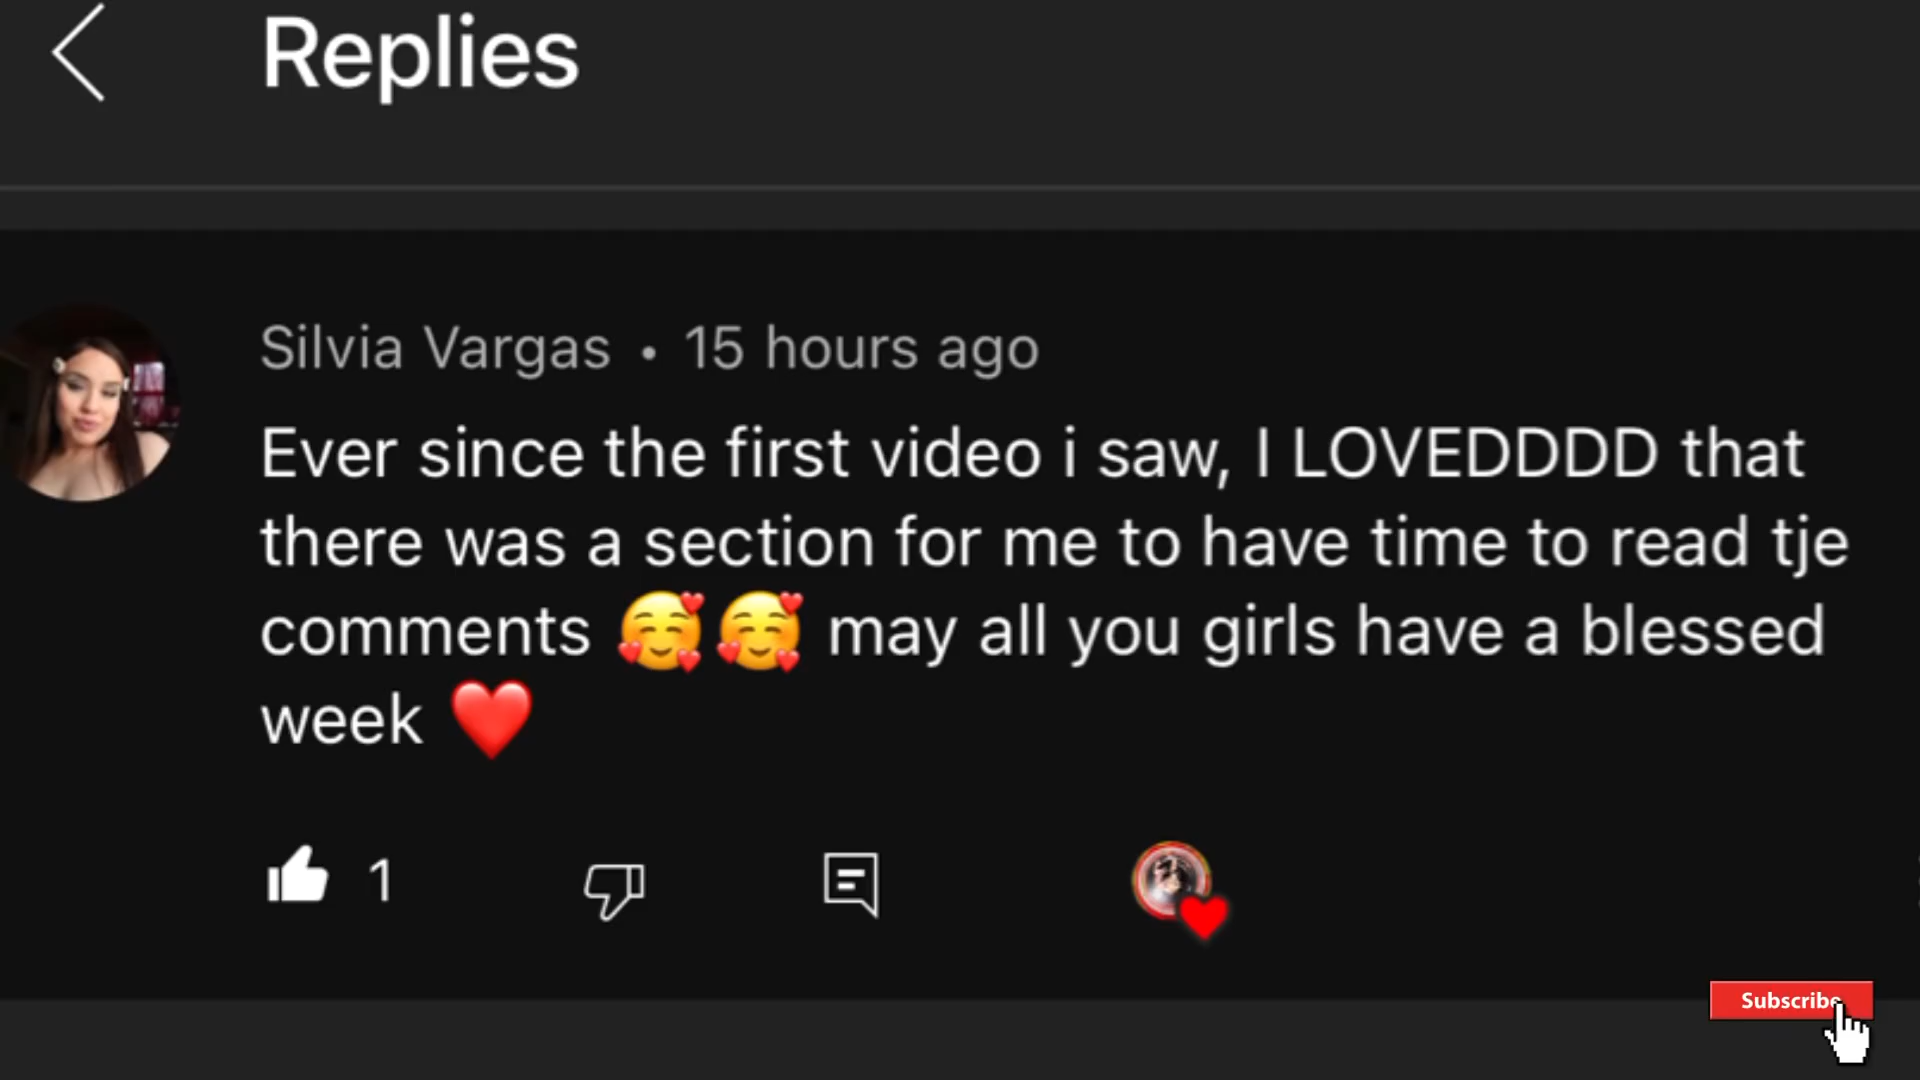 Replies
Silvia Vargas • 15 hours ago
Ever since the first video i saw, I LOVEDDDD that
there was a section for me to have time to read tje
comments 🥰🥰 may all you girls have a blessed
week ❤️
1
Subscribe